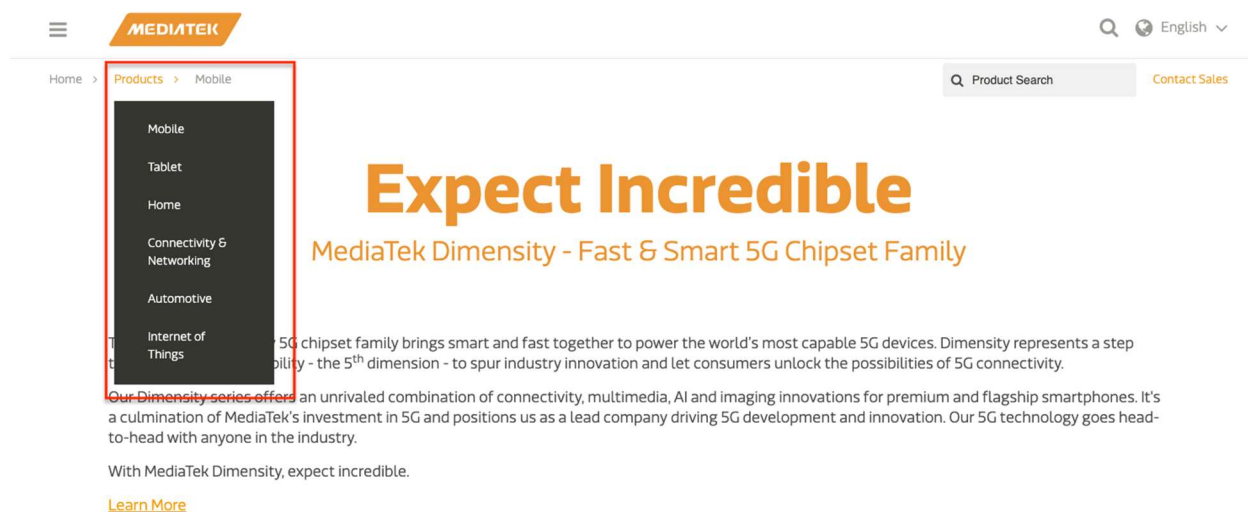 MEDIATEK
English
Home > Products > Mobile
Product Search
Contact Sales
Mobile
Tablet
Home
Connectivity &
Networking
Automotive
Internet of
Things
Expect Incredible
MediaTek Dimensity - Fast & Smart 5G Chipset Family
5G chipset family brings smart and fast together to power the world's most capable 5G devices. Dimensity represents a step
- the 5th dimension - to spur industry innovation and let consumers unlock the possibilities of 5G connectivity.
Our Dimensity series offers an unrivaled combination of connectivity, multimedia, AI and imaging innovations for premium and flagship smartphones. It's
a culmination of MediaTek's investment in 5G and positions us as a lead company driving 5G development and innovation. Our 5G technology goes head-
to-head with anyone in the industry.
With MediaTek Dimensity, expect incredible.
Learn More